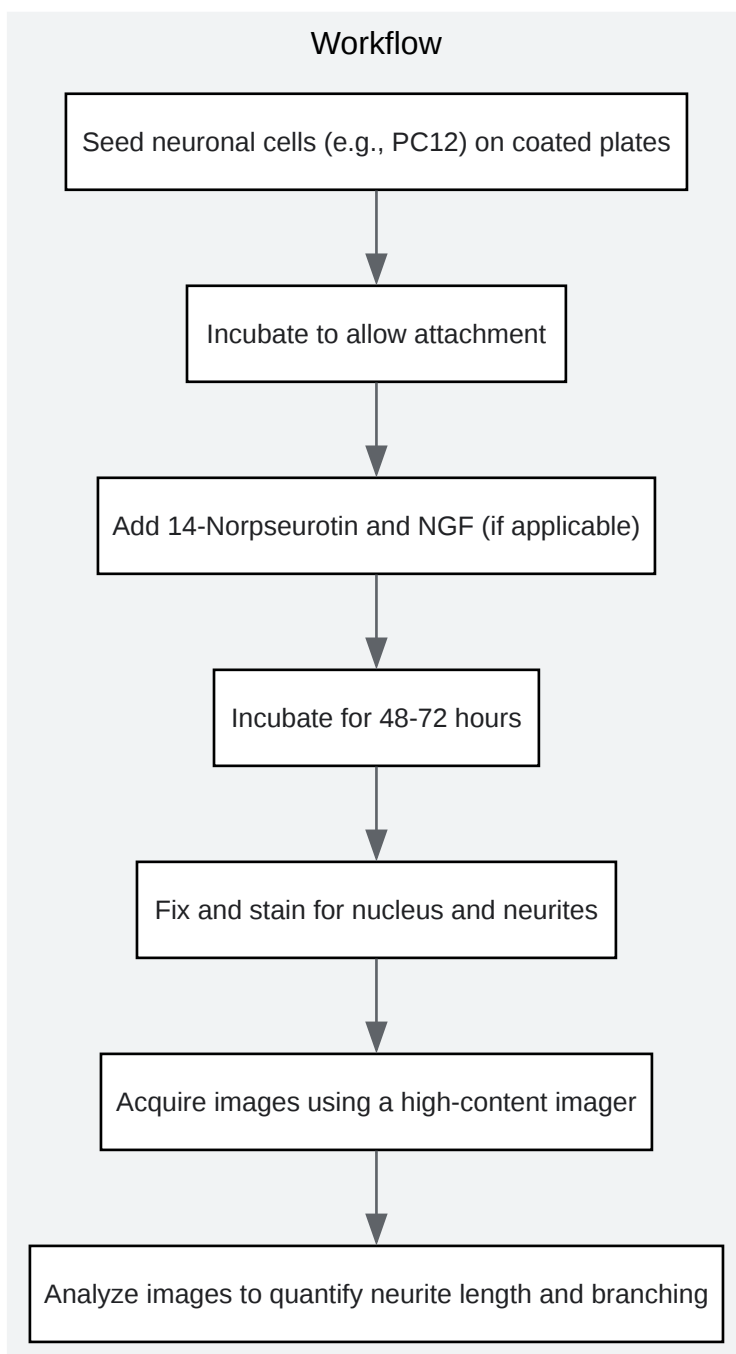 Workflow
Seed neuronal cells (e.g., PC12) on coated plates
Incubate to allow attachment
Add 14-Norpseurotin and NGF (if applicable)
Incubate for 48-72 hours
Fix and stain for nucleus and neurites
Acquire images using a high-content imager
Analyze images to quantify neurite length and branching